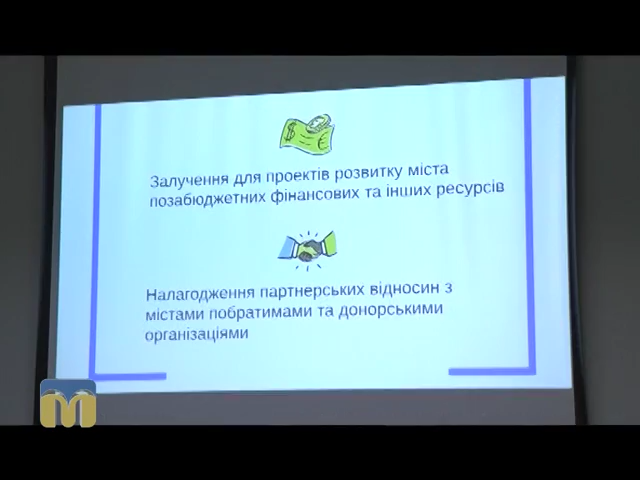 Залучення для проектів розвитку міста
позабюджетних фінансових та інших ресурсів
Налагодження партнерських відносин з
містами побратимами та донорськими
організаціями